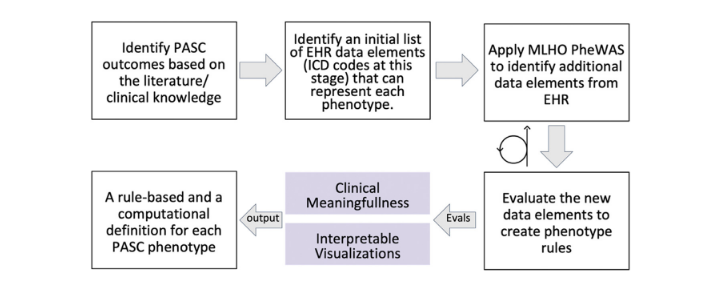 Identify PASC
outcomes based on
the literature/
clinical knowledge
Identify an initial list
of EHR data elements
(ICD codes at this
stage) that can
represent each
phenotype.
Apply MLHO PheWAS
to identify additional
data elements from
EHR
Evaluate the new
data elements to
create phenotype
rules
Evals
Clinical
Meaningfullness
Interpretable
Visualizations
output
A rule-based and a
computational
definition for each
PASC phenotype